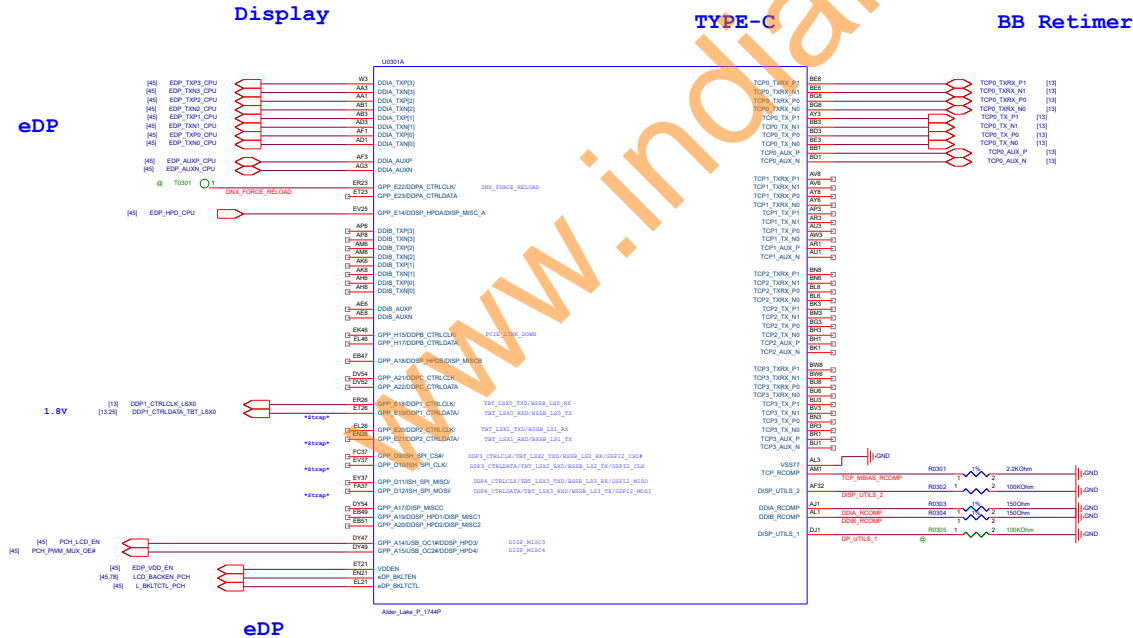 Display
TYPE-C
BB Retimer
U0301A
eDP
[45] EDP_TXP3_CPU W3 DDIA_TXP[3]
[45] EDP_TXN3_CPU AA3 DDIA_TXN[3]
[45] EDP_TXP2_CPU AA1 DDIA_TXP[2]
[45] EDP_TXN2_CPU AB1 DDIA_TXN[2]
[45] EDP_TXP1_CPU AB3 DDIA_TXP[1]
[45] EDP_TXN1_CPU AD3 DDIA_TXN[1]
[45] EDP_TXP0_CPU AF1 DDIA_TXP[0]
[45] EDP_TXN0_CPU AD1 DDIA_TXN[0]
[45] EDP_AUXP_CPU AF3 DDIA_AUXP
[45] EDP_AUXN_CPU AG3 DDIA_AUXN
@ T0301 1 DNX_FORCE_RELOAD ER23 GPP_E22/DDPA_CTRLCLK/ DNX_FORCE_RELOAD
ET23 GPP_E23/DDPA_CTRLDATA
[45] EDP_HPD_CPU EV25 GPP_E14/DDSP_HPDA/DISP_MISC_A
AP6 DDIB_TXP[3]
AP8 DDIB_TXN[3]
AM6 DDIB_TXP[2]
AM8 DDIB_TXN[2]
AK6 DDIB_TXP[1]
AK8 DDIB_TXN[1]
AH6 DDIB_TXP[0]
AH8 DDIB_TXN[0]
AE6 DDIB_AUXP
AE8 DDIB_AUXN
EK46 GPP_H15/DDPB_CTRLCLK/ PCIE_LINK_DOWN
EL46 GPP_H17/DDPB_CTRLDATA
EB47 GPP_A18/DDSP_HPDB/DISP_MISCB
DV54 GPP_A21/DDPC_CTRLCLK
DV52 GPP_A22/DDPC_CTRLDATA
1.8V
[13] DDP1_CTRLCLK_LSX0 ER26 GPP_E18/DDP1_CTRLCLK/ TBT_LSX0_TXD/BSSB_LS0_RX
[13,25] DDP1_CTRLDATA_TBT_LSX0 ET26 GPP_E19/DDP1_CTRLDATA/ TBT_LSX0_RXD/BSSB_LS0_TX
*Strap*
EL26 GPP_E20/DDP2_CTRLCLK/ TBT_LSX1_TXD/BSSB_LS1_RX
EN26 GPP_E21/DDP2_CTRLDATA/ TBT_LSX1_RXD/BSSB_LS1_TX
*Strap*
FC37 GPP_D9/ISH_SPI_CS#/ DDP3_CTRLCLK/TBT_LSX2_TXD/BSSB_LS2_RX/GSPI2_CS0#
EV37 GPP_D10/ISH_SPI_CLK/ DDP3_CTRLDATA/TBT_LSX2_RXD/BSSB_LS2_TX/GSPI2_CLK
*Strap*
EY37 GPP_D11/ISH_SPI_MISO/ DDP4_CTRLCLK/TBT_LSX3_TXD/BSSB_LS3_RX/GSPI2_MISO
FA37 GPP_D12/ISH_SPI_MOSI/ DDP4_CTRLDATA/TBT_LSX3_RXD/BSSB_LS3_TX/GSPI2_MOSI
*Strap*
DY54 GPP_A17/DISP_MISCC
EB49 GPP_A19/DDSP_HPD1/DISP_MISC1
EB51 GPP_A20/DDSP_HPD2/DISP_MISC2
[45] PCH_LCD_EN DY47 GPP_A14/USB_OC1#/DDSP_HPD3/ DISP_MISC3
[45] PCH_PWM_MUX_OE# DY49 GPP_A15/USB_OC2#/DDSP_HPD4/ DISP_MISC4
[45] EDP_VDD_EN ET21 VDDEN
[45,78] LCD_BACKEN_PCH EN21 eDP_BKLTEN
[45] L_BKLTCTL_PCH EL21 eDP_BKLTCTL
Alder_Lake_P_1744P
eDP
TCP0_TXRX_P1 BE8 TCP0_TXRX_P1 [13]
TCP0_TXRX_N1 BE6 TCP0_TXRX_N1 [13]
TCP0_TXRX_P0 BG8 TCP0_TXRX_P0 [13]
TCP0_TXRX_N0 BG6 TCP0_TXRX_N0 [13]
TCP0_TX_P1 AY3 TCP0_TX_P1 [13]
TCP0_TX_N1 BB3 TCP0_TX_N1 [13]
TCP0_TX_P0 BD3 TCP0_TX_P0 [13]
TCP0_TX_N0 BE3 TCP0_TX_N0 [13]
TCP0_AUX_P BB1 TCP0_AUX_P [13]
TCP0_AUX_N BD1 TCP0_AUX_N [13]
TCP1_TXRX_P1 AV8
TCP1_TXRX_N1 AV6
TCP1_TXRX_P0 AY8
TCP1_TXRX_N0 AY6
TCP1_TX_P1 AP3
TCP1_TX_N1 AR3
TCP1_TX_P0 AU3
TCP1_TX_N0 AW3
TCP1_AUX_P AR1
TCP1_AUX_N AU1
TCP2_TXRX_P1 BN8
TCP2_TXRX_N1 BN6
TCP2_TXRX_P0 BL8
TCP2_TXRX_N0 BL6
TCP2_TX_P1 BK3
TCP2_TX_N1 BM3
TCP2_TX_P0 BG3
TCP2_TX_N0 BH3
TCP2_AUX_P BH1
TCP2_AUX_N BK1
TCP3_TXRX_P1 BW8
TCP3_TXRX_N1 BW6
TCP3_TXRX_P0 BU8
TCP3_TXRX_N0 BU6
TCP3_TX_P1 BU3
TCP3_TX_N1 BV3
TCP3_TX_P0 BN3
TCP3_TX_N0 BR3
TCP3_AUX_P BR1
TCP3_AUX_N BU1
VSS77 AL3 GND
TCP_RCOMP AM1 TCP_MBIAS_RCOMP R0301 1 1% 2 2.2KOhm GND
DISP_UTILS_2 AF32 DISP_UTILS_2 R0302 1 2 100KOhm GND
DDIA_RCOMP AJ1 DDIA_RCOMP R0303 1 1% 2 150Ohm GND
DDIB_RCOMP AL1 DDIB_RCOMP R0304 1 1% 2 150Ohm GND
DISP_UTILS_1 DJ1 DP_UTILS_1 @ R0305 1 2 100KOhm GND
www.india